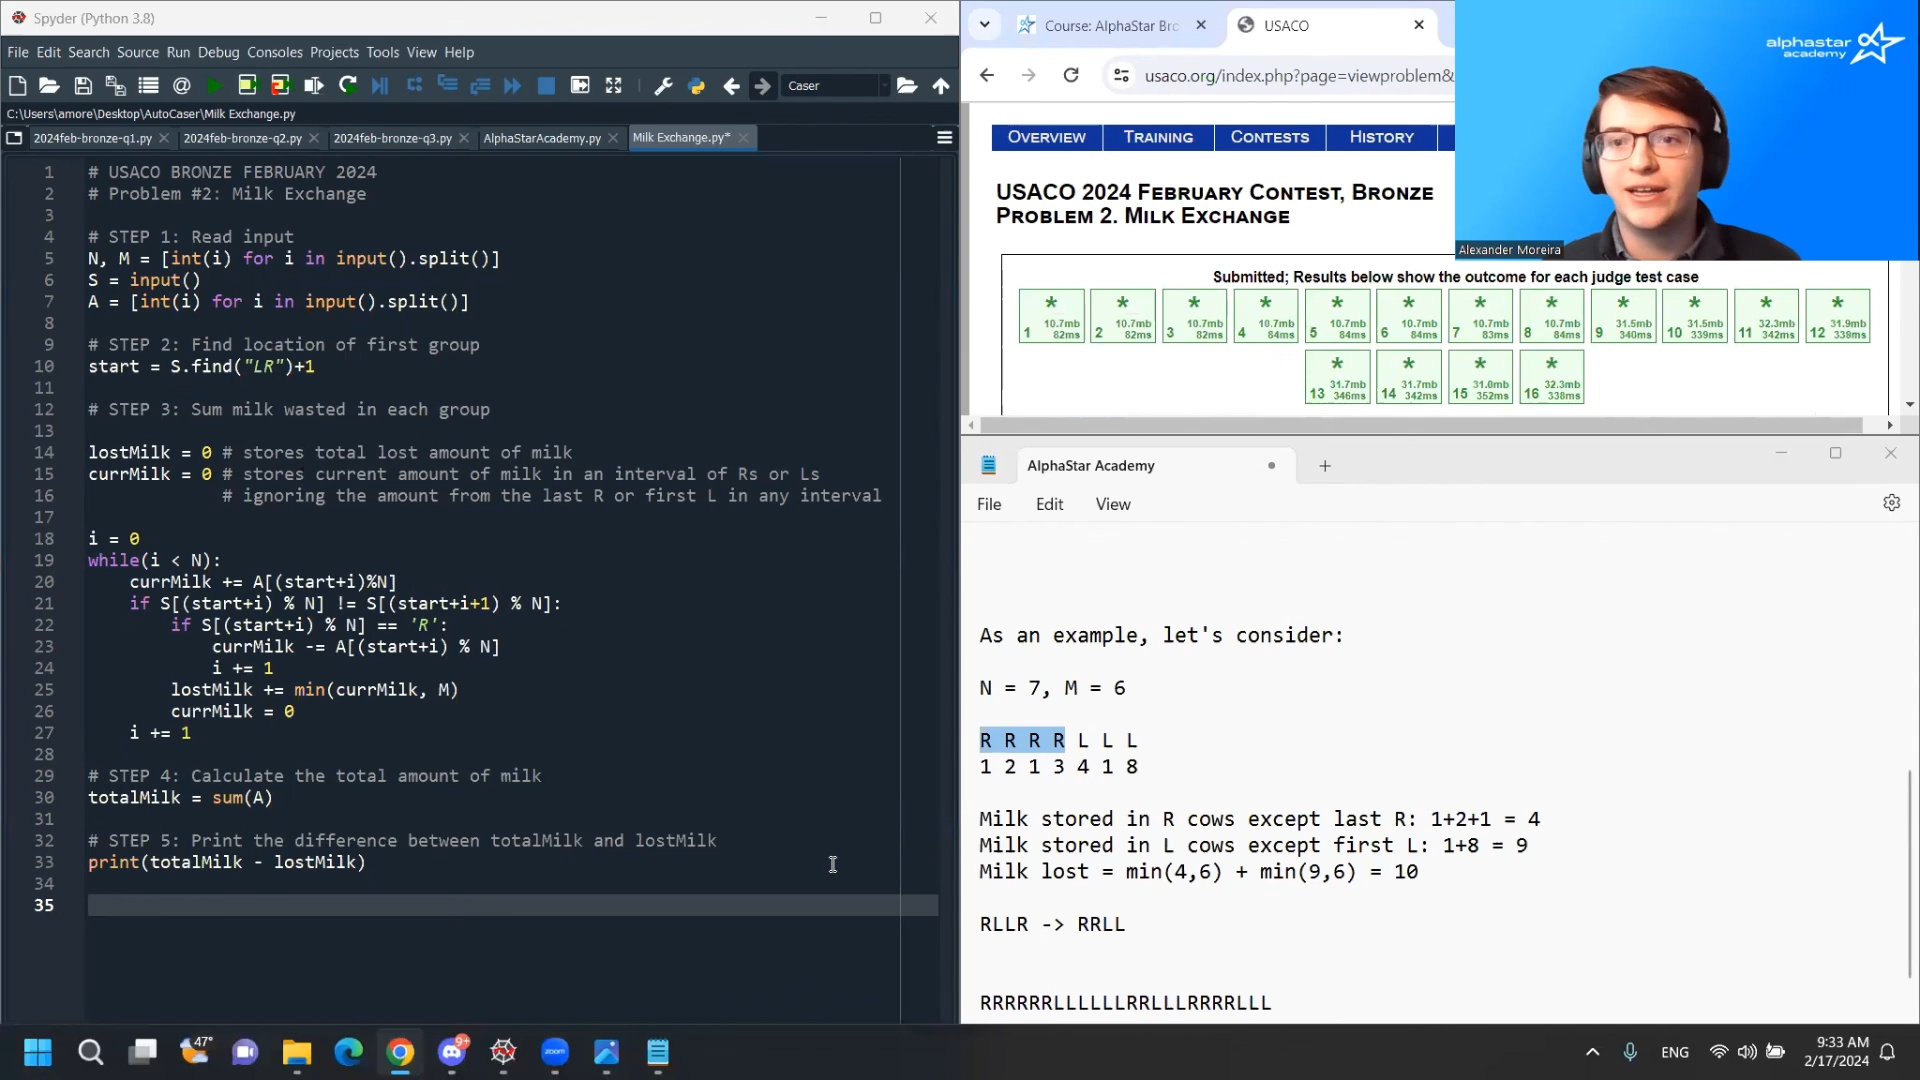 Spyder (Python 3.8)
File Edit Search Source Run Debug Consoles Projects Tools View Help
Caser
C:\Users\amore\Desktop\AutoCaser\Milk Exchange.py
2024feb-bronze-q1.py 2024feb-bronze-q2.py 2024feb-bronze-q3.py AlphaStarAcademy.py Milk Exchange.py*
1 # USACO BRONZE FEBRUARY 2024
2 # Problem #2: Milk Exchange
3
4 # STEP 1: Read input
5 N, M = [int(i) for i in input().split()]
6 S = input()
7 A = [int(i) for i in input().split()]
8
9 # STEP 2: Find location of first group
10 start = S.find("LR")+1
11
12 # STEP 3: Sum milk wasted in each group
13
14 lostMilk = 0 # stores total lost amount of milk
15 currMilk = 0 # stores current amount of milk in an interval of Rs or Ls
16 # ignoring the amount from the last R or first L in any interval
17
18 i = 0
19 while(i < N):
20 currMilk += A[(start+i)%N]
21 if S[(start+i) % N] != S[(start+i+1) % N]:
22 if S[(start+i) % N] == 'R':
23 currMilk -= A[(start+i) % N]
24 i += 1
25 lostMilk += min(currMilk, M)
26 currMilk = 0
27 i += 1
28
29 # STEP 4: Calculate the total amount of milk
30 totalMilk = sum(A)
31
32 # STEP 5: Print the difference between totalMilk and lostMilk
33 print(totalMilk - lostMilk)
34
35
Course: AlphaStar Bro USACO
usaco.org/index.php?page=viewproblem&
OVERVIEW TRAINING CONTESTS HISTORY
USACO 2024 FEBRUARY CONTEST, BRONZE
PROBLEM 2. MILK EXCHANGE
alphastar
academy
Alexander Moreira
Submitted; Results below show the outcome for each judge test case
* * * * * * * * * * * *
10.7mb 10.7mb 10.7mb 10.7mb 10.7mb 10.7mb 10.7mb 10.7mb 31.5mb 31.5mb 32.3mb 31.9mb
1 82ms 2 82ms 3 82ms 4 84ms 5 84ms 6 84ms 7 83ms 8 84ms 9 340ms 10 339ms 11 342ms 12 338ms
* * * *
31.7mb 31.7mb 31.0mb 32.3mb
13 346ms 14 342ms 15 352ms 16 338ms
AlphaStar Academy
File Edit View
As an example, let's consider:
N = 7, M = 6
R R R R L L L
1 2 1 3 4 1 8
Milk stored in R cows except last R: 1+2+1 = 4
Milk stored in L cows except first L: 1+8 = 9
Milk lost = min(4,6) + min(9,6) = 10
RLLR -> RRLL
RRRRRRLLLLLLRRLLLRRRRLLL
47°
9+
zoom
ENG
9:33 AM
2/17/2024